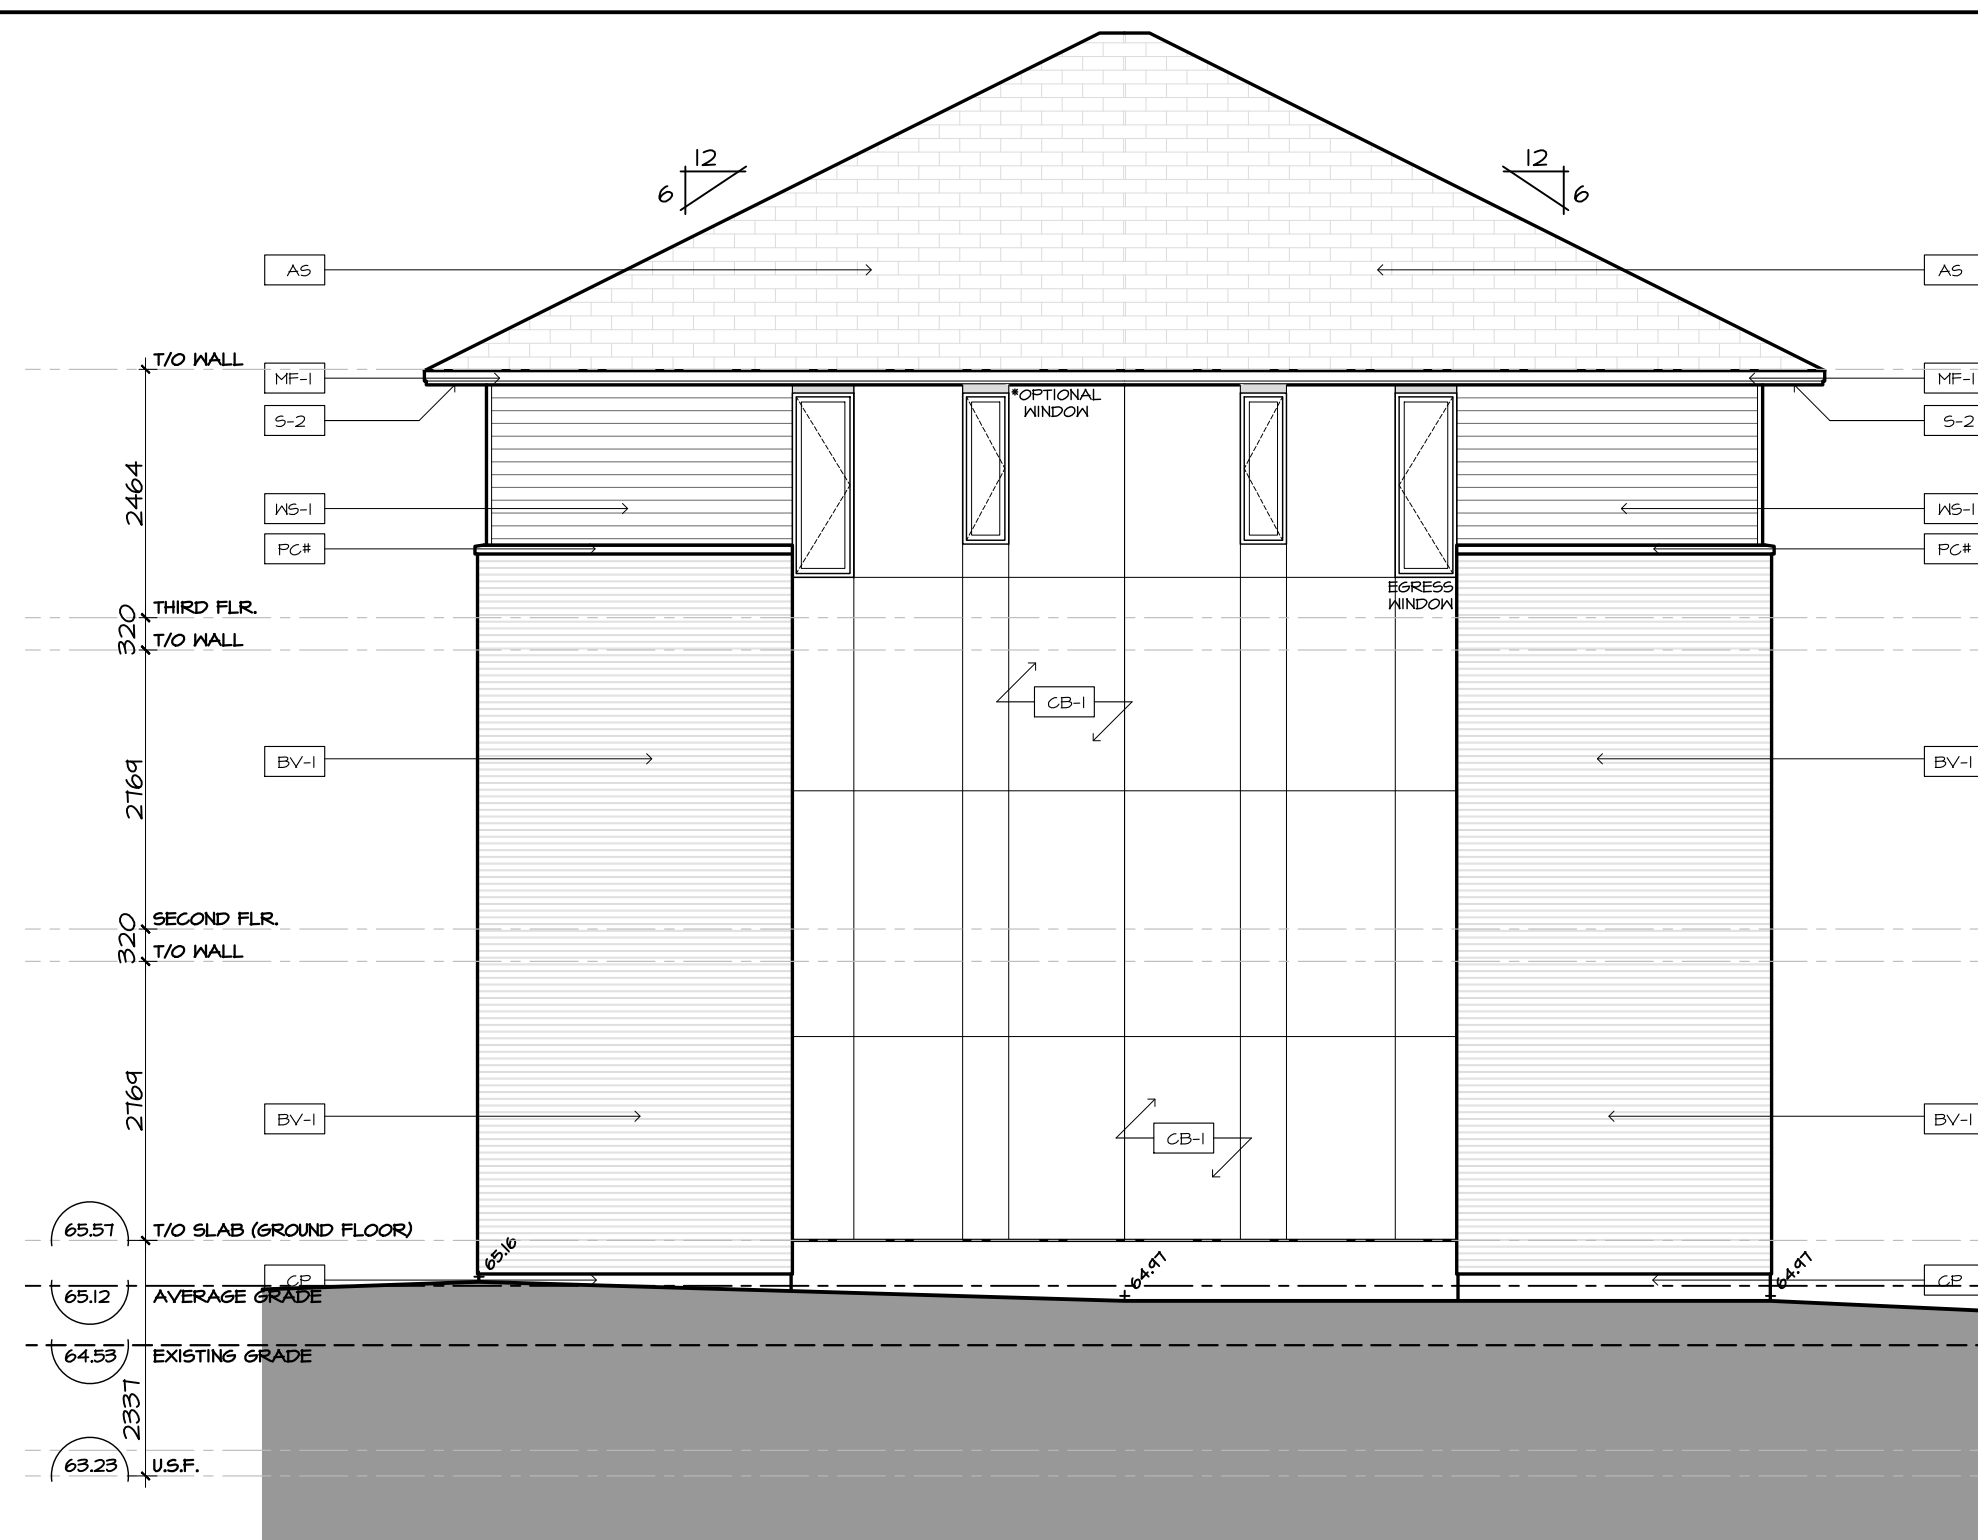 12
6
12
6
AS
AS
T/O WALL
MF-1
MF-1
*OPTIONAL
WINDOW
S-2
S-2
2464
WS-1
WS-1
PC#
PC#
EGRESS
WINDOW
THIRD FLR.
320
T/O WALL
CB-1
BV-1
BV-1
2769
SECOND FLR.
320
T/O WALL
2769
BV-1
BV-1
CB-1
65.57
T/O SLAB (GROUND FLOOR)
65.16
64.97
64.97
CP
CP
65.12
AVERAGE GRADE
64.53
EXISTING GRADE
2337
63.23
U.S.F.